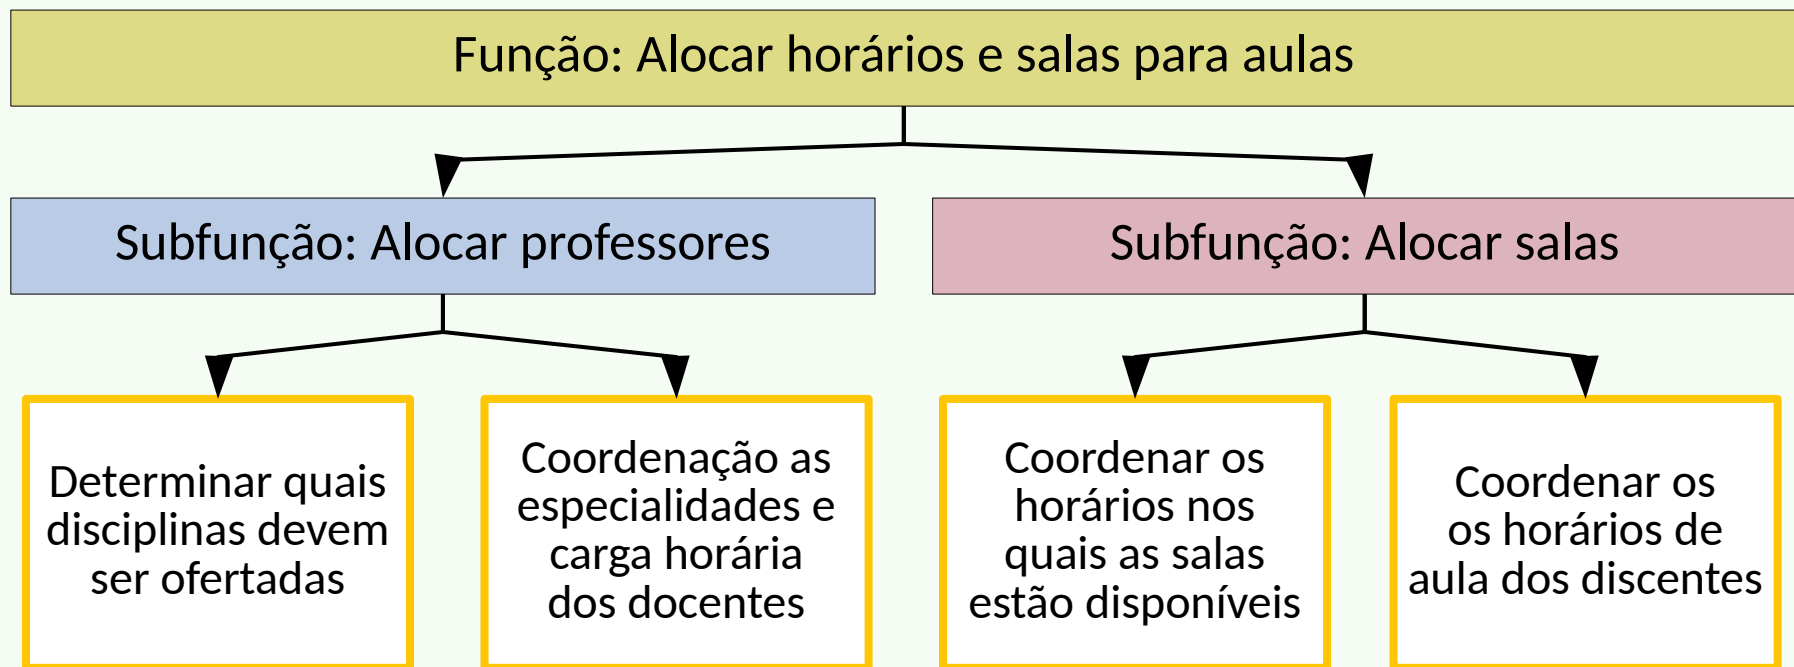 Função: Alocar horários e salas para aulas
Subfunção: Alocar professores
Subfunção: Alocar salas
Determinar quais
disciplinas devem
ser ofertadas
Coordenação as
especialidades e
carga horária
dos docentes
Coordenar os
horários nos
quais as salas
estão disponíveis
Coordenar os
os horários de
aula dos discentes